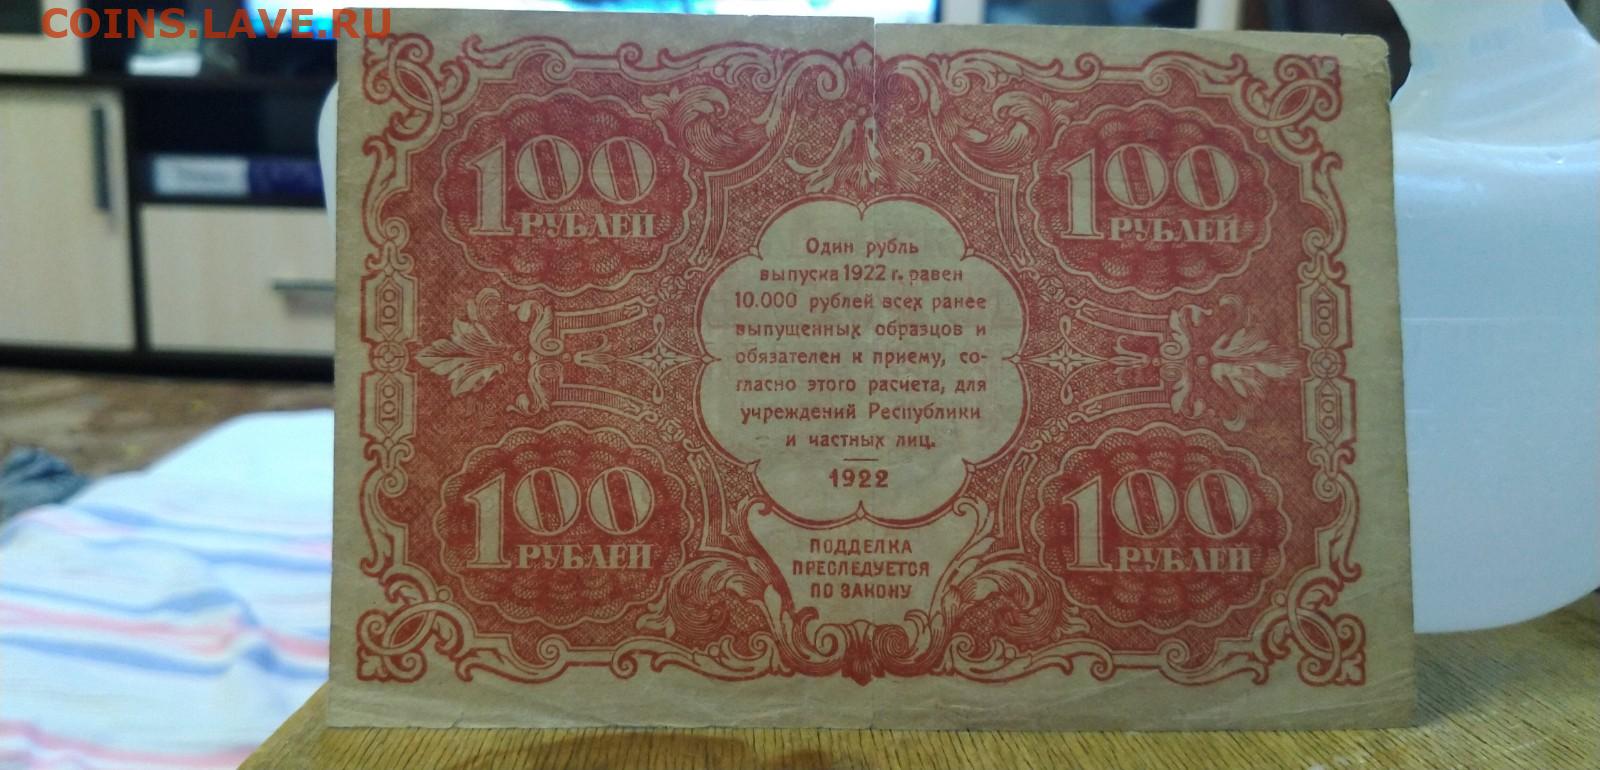 COINS.LAVE.RU
100 РУБЛЕЙ
100 РУБЛЕЙ
Один рубль
выпуска 1922 г. равен
10.000 рублей всех ранее
выпущенных образцов и
обязателен к приему, со-
гласно этого расчета, для
учреждений Республики
и частных лиц.
1922
100
100
100
100
100 РУБЛЕЙ
100 РУБЛЕЙ
ПОДДЕЛКА
ПРЕСЛЕДУЕТСЯ
ПО ЗАКОНУ